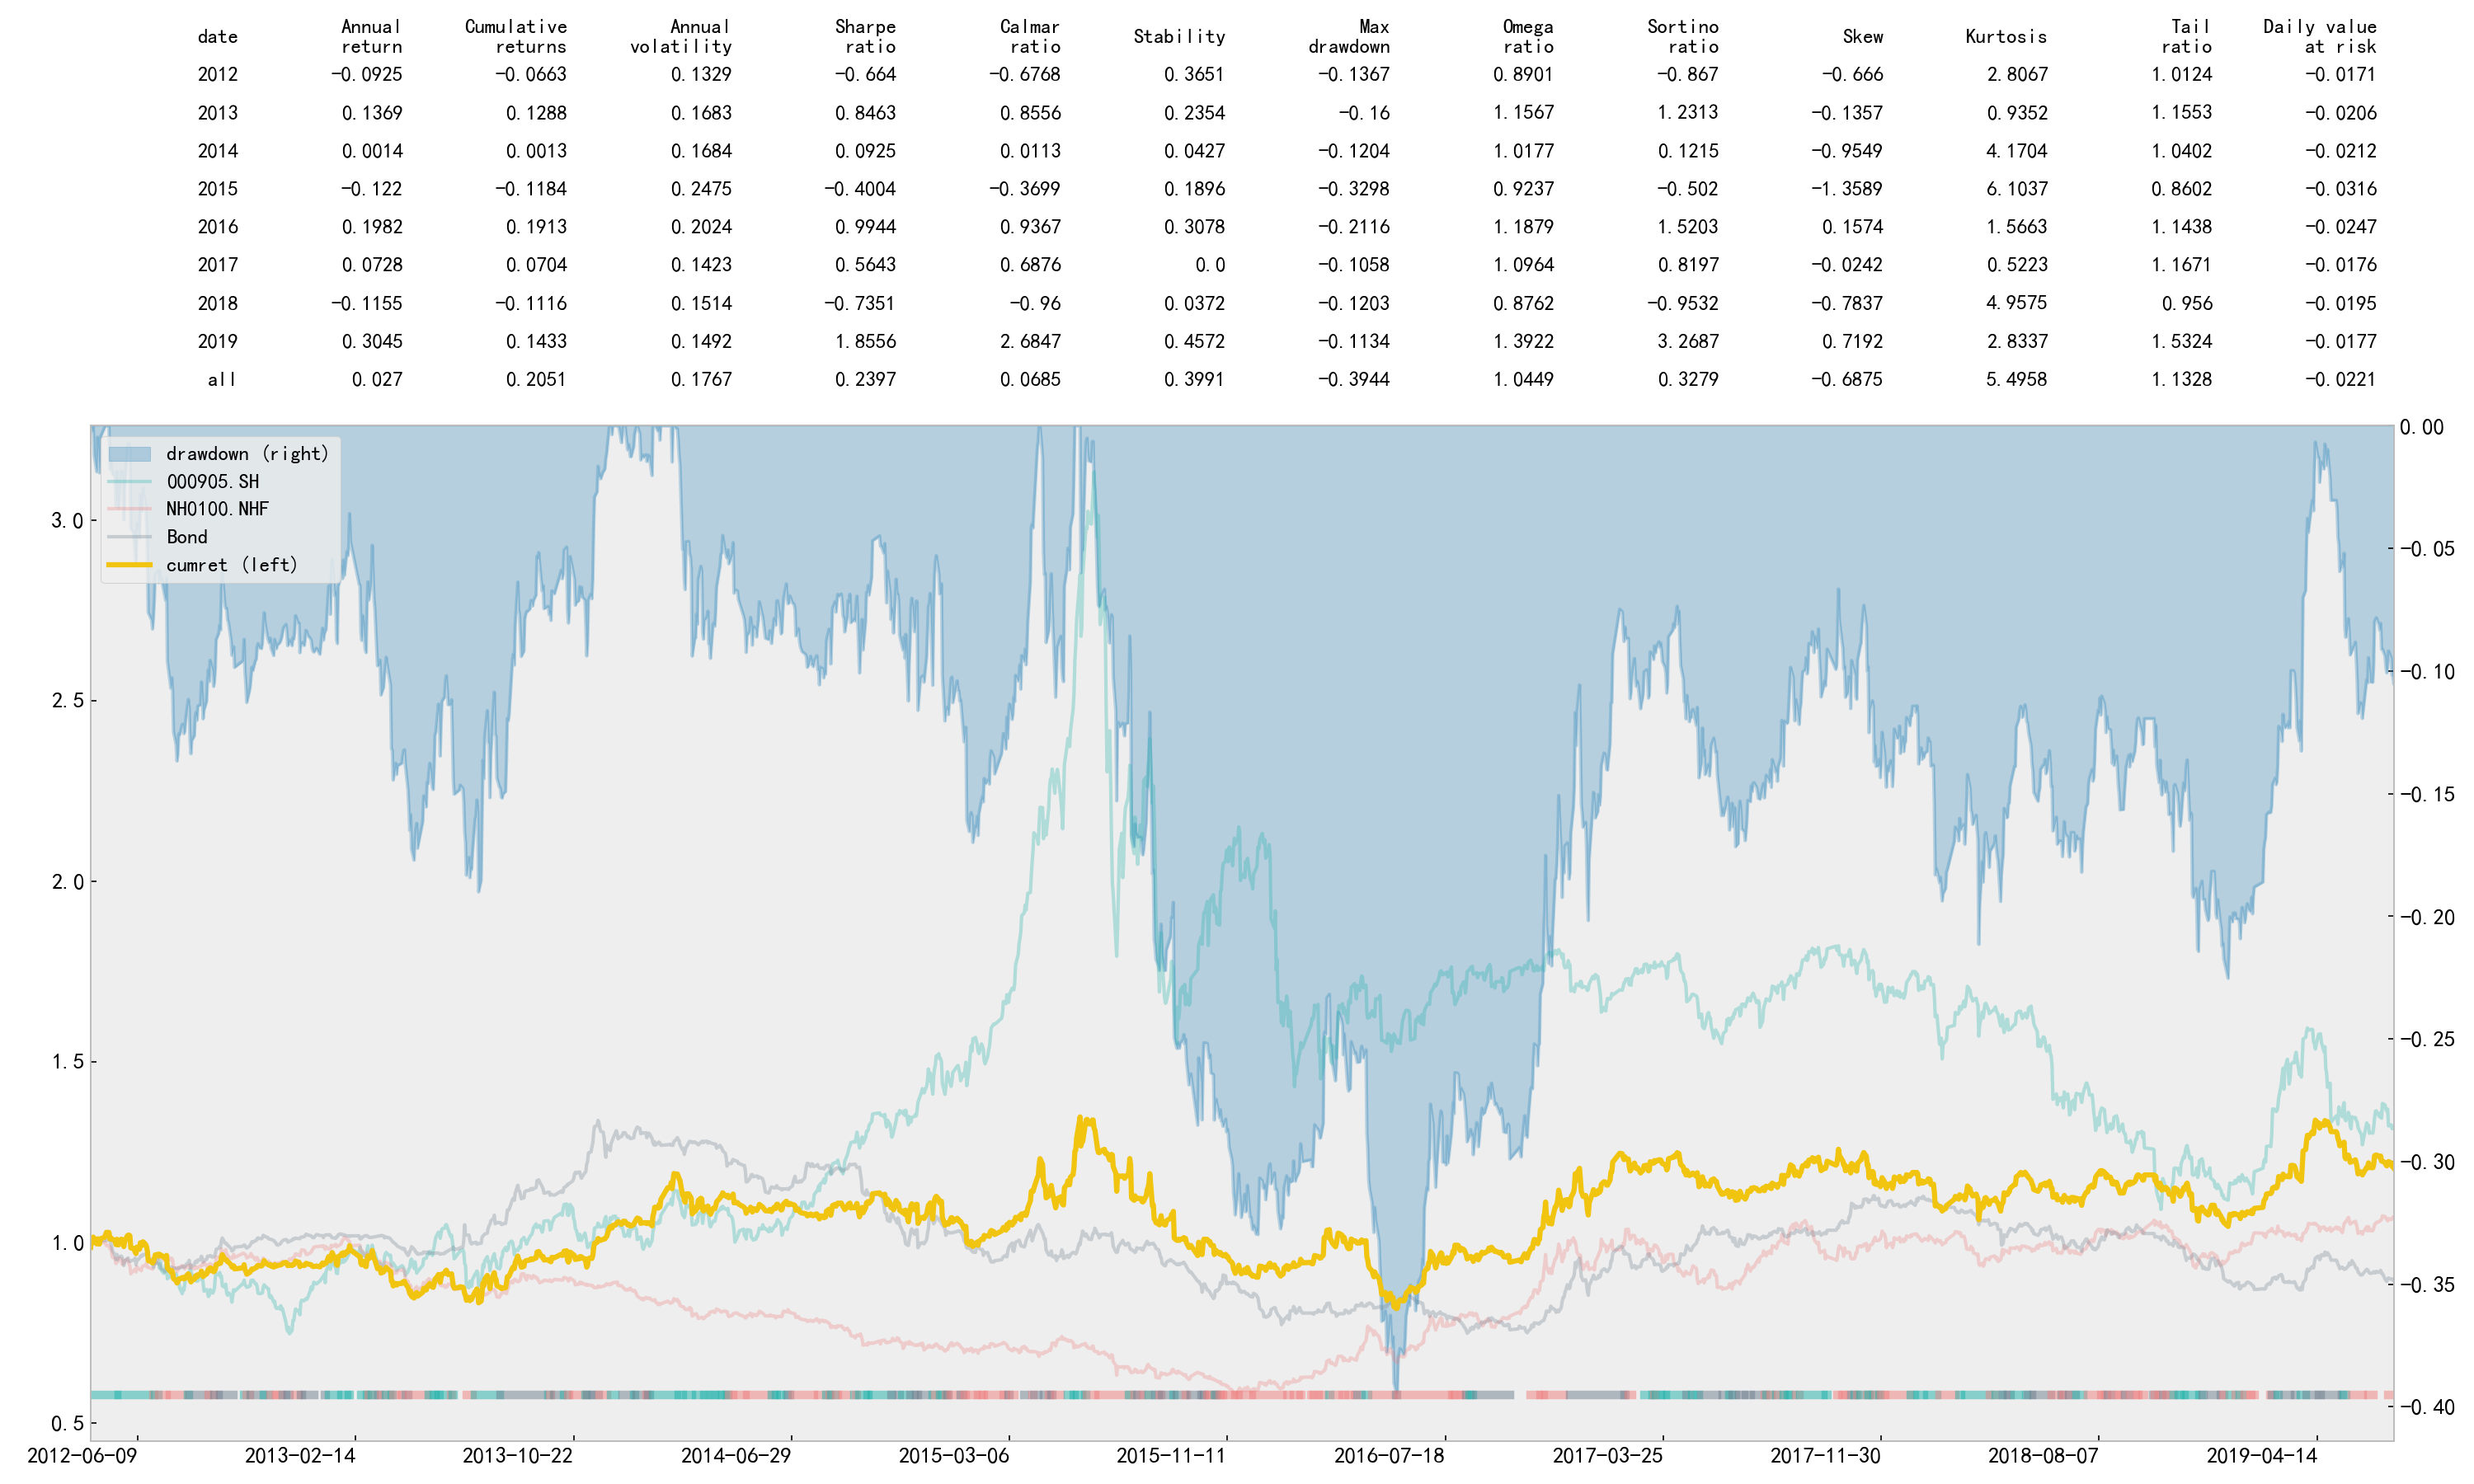 date Annual return Cumulative returns Annual volatility Sharpe ratio Calmar ratio Stability Max drawdown Omega ratio Sortino ratio Skew Kurtosis Tail ratio Daily value at risk
2012 -0.0925 -0.0663 0.1329 -0.664 -0.6768 0.3651 -0.1367 0.8901 -0.867 -0.666 2.8067 1.0124 -0.0171
2013 0.1369 0.1288 0.1683 0.8463 0.8556 0.2354 -0.16 1.1567 1.2313 -0.1357 0.9352 1.1553 -0.0206
2014 0.0014 0.0013 0.1684 0.0925 0.0113 0.0427 -0.1204 1.0177 0.1215 -0.9549 4.1704 1.0402 -0.0212
2015 -0.122 -0.1184 0.2475 -0.4004 -0.3699 0.1896 -0.3298 0.9237 -0.502 -1.3589 6.1037 0.8602 -0.0316
2016 0.1982 0.1913 0.2024 0.9944 0.9367 0.3078 -0.2116 1.1879 1.5203 0.1574 1.5663 1.1438 -0.0247
2017 0.0728 0.0704 0.1423 0.5643 0.6876 0.0 -0.1058 1.0964 0.8197 -0.0242 0.5223 1.1671 -0.0176
2018 -0.1155 -0.1116 0.1514 -0.7351 -0.96 0.0372 -0.1203 0.8762 -0.9532 -0.7837 4.9575 0.956 -0.0195
2019 0.3045 0.1433 0.1492 1.8556 2.6847 0.4572 -0.1134 1.3922 3.2687 0.7192 2.8337 1.5324 -0.0177
all 0.027 0.2051 0.1767 0.2397 0.0685 0.3991 -0.3944 1.0449 0.3279 -0.6875 5.4958 1.1328 -0.0221
drawdown (right)
000905.SH
NH0100.NHF
Bond
cumret (left)
3.0
2.5
2.0
1.5
1.0
0.5
0.00
-0.05
-0.10
-0.15
-0.20
-0.25
-0.30
-0.35
-0.40
2012-06-09 2013-02-14 2013-10-22 2014-06-29 2015-03-06 2015-11-11 2016-07-18 2017-03-25 2017-11-30 2018-08-07 2019-04-14